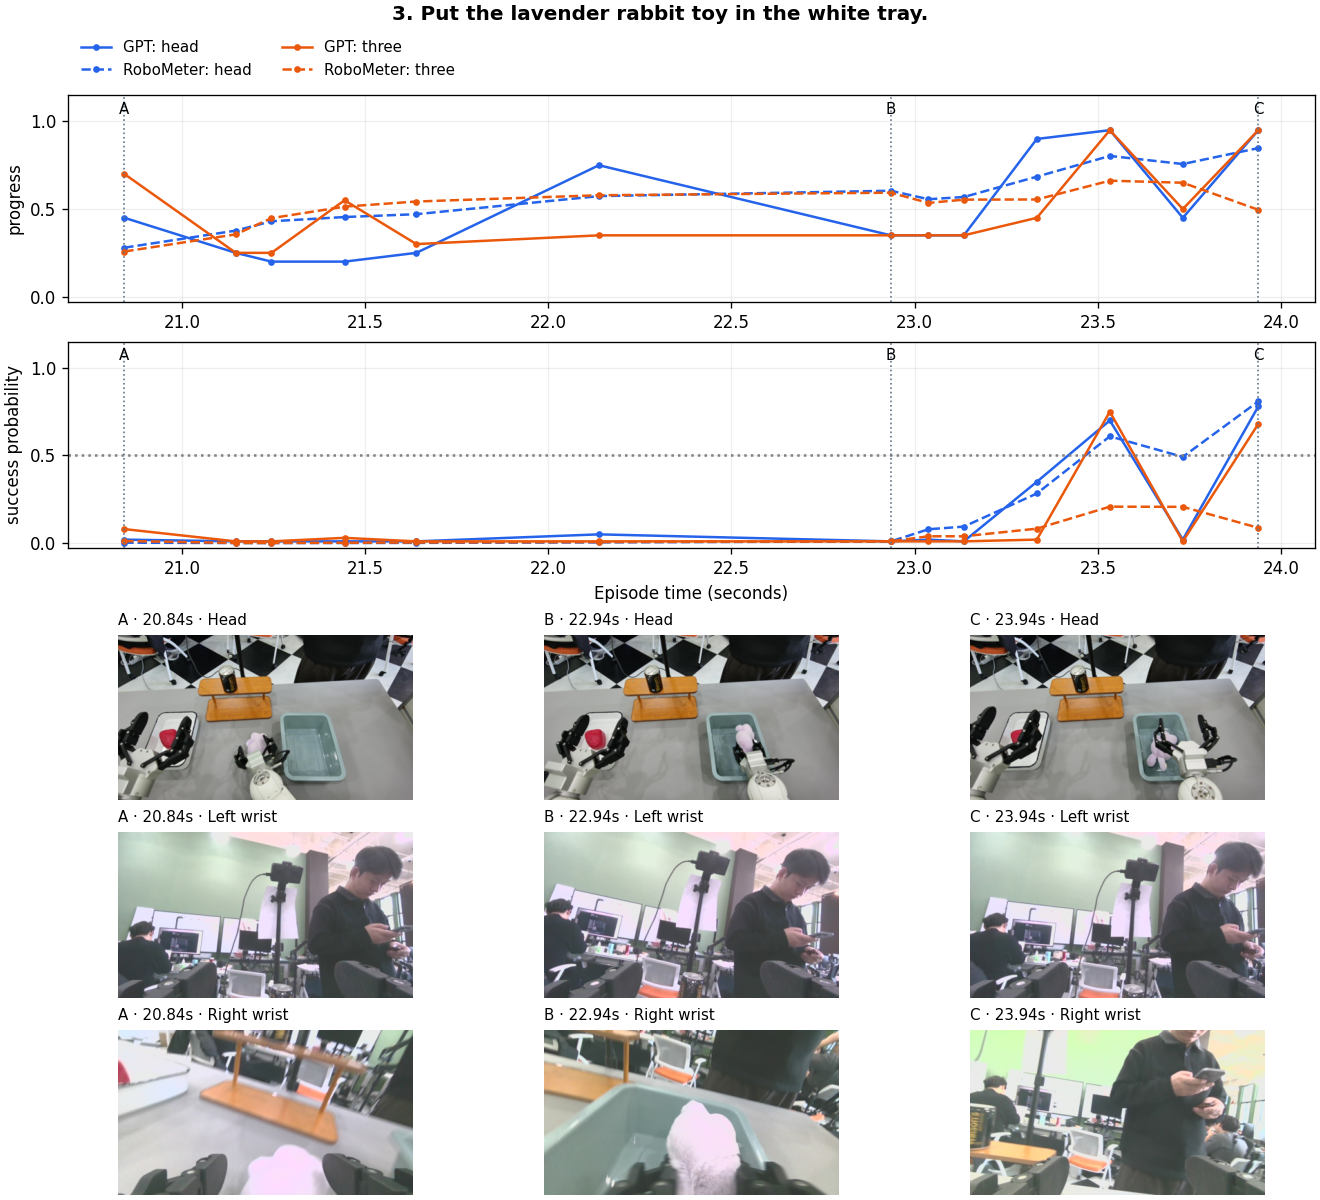 3. Put the lavender rabbit toy in the white tray.
GPT: head
GPT: three
RoboMeter: head
RoboMeter: three
A
B
C
1.0
0.5
0.0
progress
21.0
21.5
22.0
22.5
23.0
23.5
24.0
A
B
C
1.0
0.5
0.0
success probability
21.0
21.5
22.0
22.5
23.0
23.5
24.0
Episode time (seconds)
A · 20.84s · Head
B · 22.94s · Head
C · 23.94s · Head
A · 20.84s · Left wrist
B · 22.94s · Left wrist
C · 23.94s · Left wrist
A · 20.84s · Right wrist
B · 22.94s · Right wrist
C · 23.94s · Right wrist